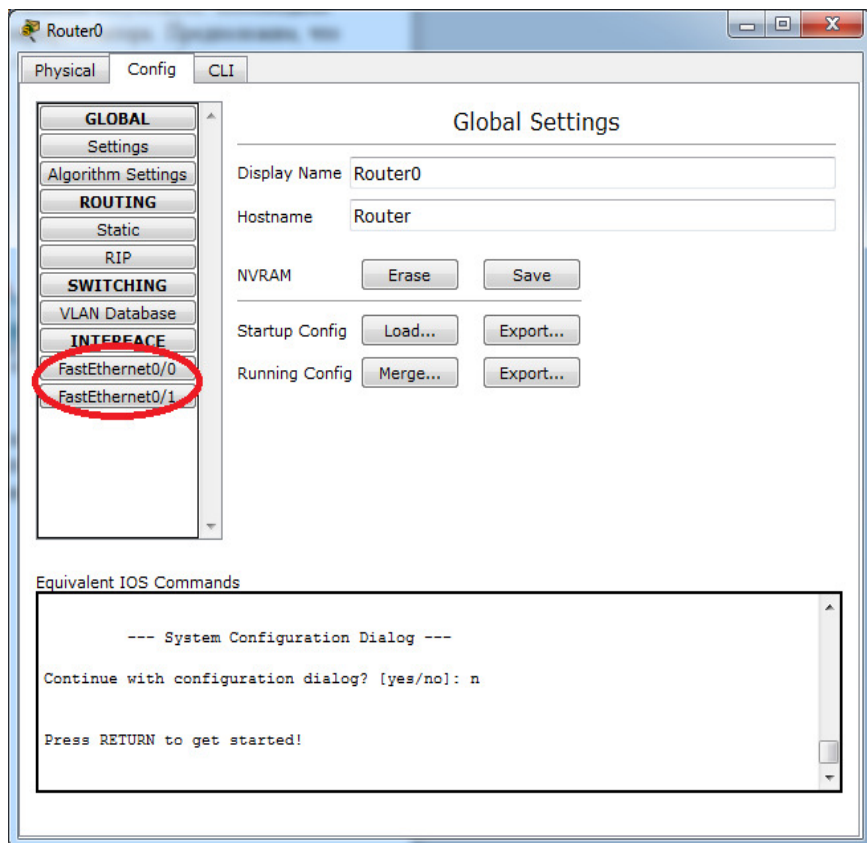 Router0
Предположим, что
Physical Config CLI
GLOBAL
Settings
Algorithm Settings
ROUTING
Static
RIP
SWITCHING
VLAN Database
INTERFACE
FastEthernet0/0
FastEthernet0/1
Global Settings
Display Name Router0
Hostname Router
NVRAM Erase Save
Startup Config Load... Export...
Running Config Merge... Export...
Equivalent IOS Commands
--- System Configuration Dialog ---
Continue with configuration dialog? [yes/no]: n
Press RETURN to get started!